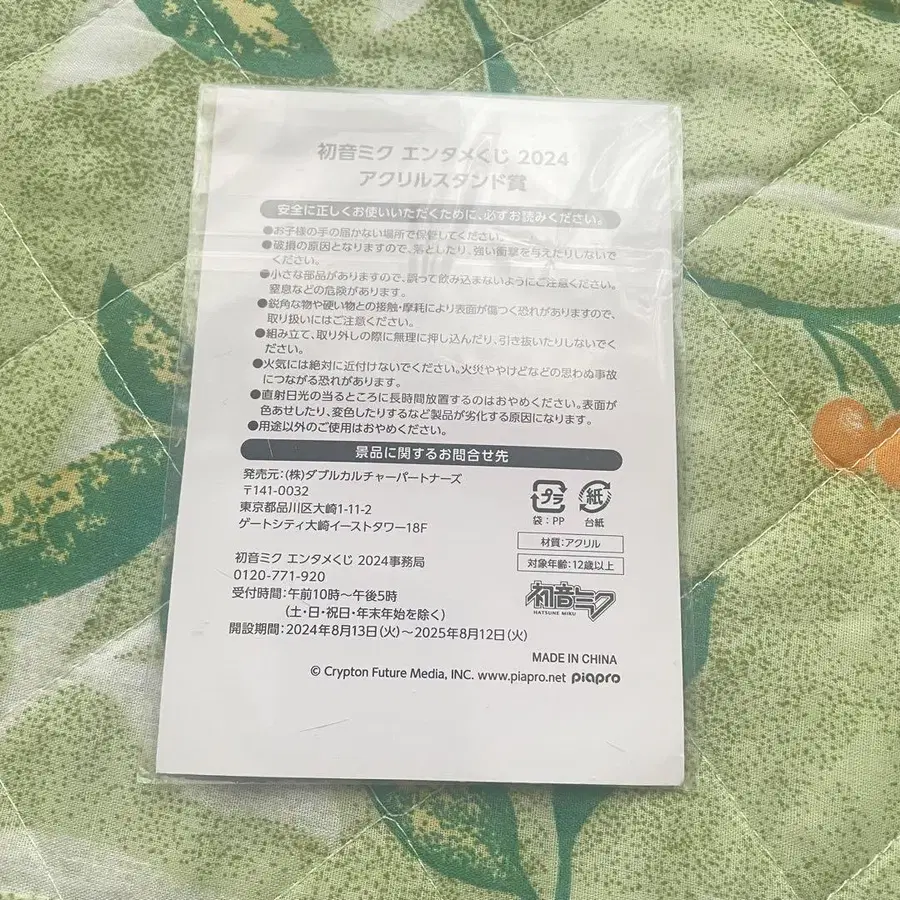 初音ミク エンタメくじ 2024
アクリルスタンド賞
安全に正しくお使いいただくために、必ずお読みください。
●お子様の手の届かない場所で保管してください。
●破損の原因となりますので、落としたり、強い衝撃を与えたりしないで
ください。
●小さな部品がありますので、誤って飲み込まないようにご注意ください。
窒息などの危険があります。
●鋭角な物や硬い物との接触・摩耗により表面が傷つく恐れがありますので、
取り扱いにはご注意ください。
●組み立て、取り外しの際に無理に押し込んだり、引き抜いたりしないでく
ださい。
●火気には絶対に近付けないでください。火災ややけどなどの思わぬ事故
につながる恐れがあります。
●直射日光の当るところに長時間放置するのはおやめください。表面が
色あせしたり、変色したりするなど製品が劣化する原因になります。
●用途以外のご使用はおやめください。
景品に関するお問合せ先
発売元：(株)ダブルカルチャーパートナーズ
〒141-0032
東京都品川区大崎1-11-2
ゲートシティ大崎イーストタワー18F
プラ
紙
袋：PP
台紙
材質：アクリル
対象年齢：12歳以上
初音ミク
HATSUNE MIKU
初音ミク エンタメくじ 2024事務局
0120-771-920
受付時間：午前10時～午後5時
(土・日・祝日・年末年始を除く)
開設期間：2024年8月13日(火)～2025年8月12日(火)
MADE IN CHINA
© Crypton Future Media, INC. www.piapro.net piapro